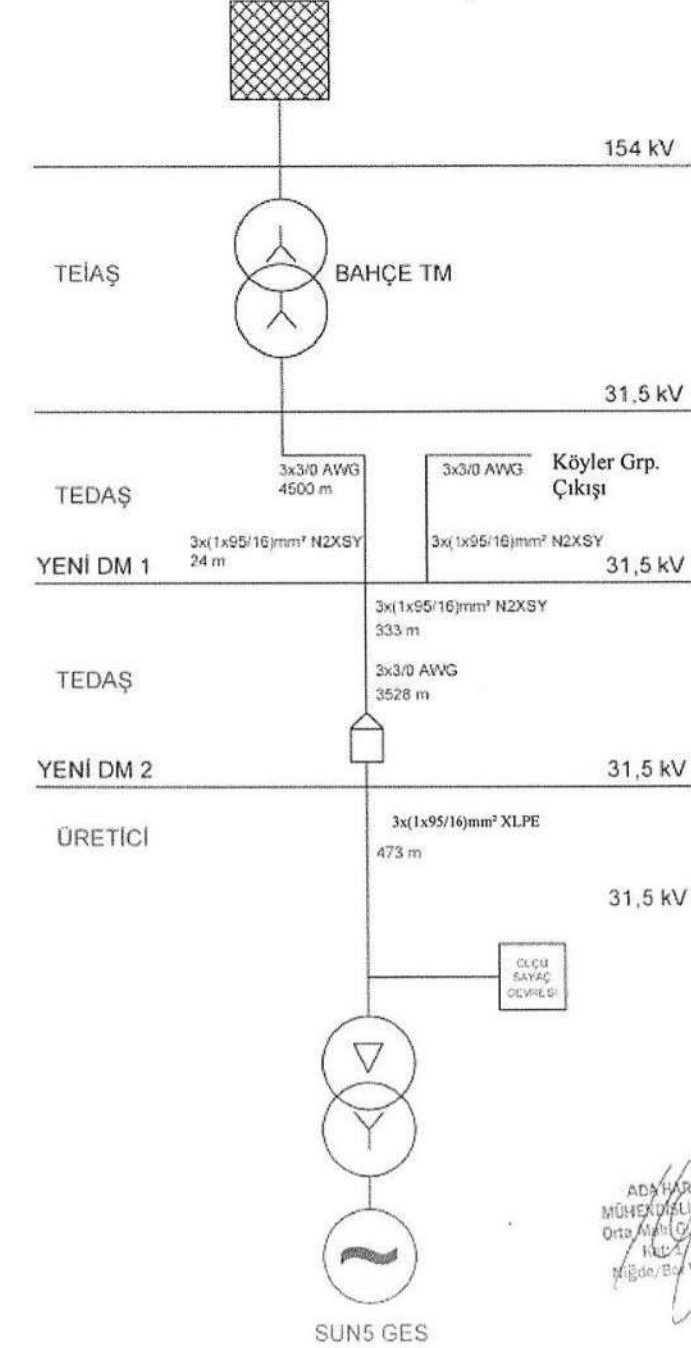 154 kV
TEİAŞ
BAHÇE TM
31,5 kV
3x3/0 AWG
4500 m
3x3/0 AWG
Köyler Grp.
Çıkışı
TEDAŞ
3x(1x95/16)mm² N2XSY
24 m
3x(1x95/16)mm² N2XSY
YENİ DM 1
31,5 kV
3x(1x95/16)mm² N2XSY
333 m
TEDAŞ
3x3/0 AWG
3528 m
YENİ DM 2
31,5 kV
3x(1x95/16)mm² XLPE
ÜRETİCİ
473 m
31,5 kV
ÖLÇÜ
SAYAÇ
DEVRESİ
ADA
Orta
SUN5 GES